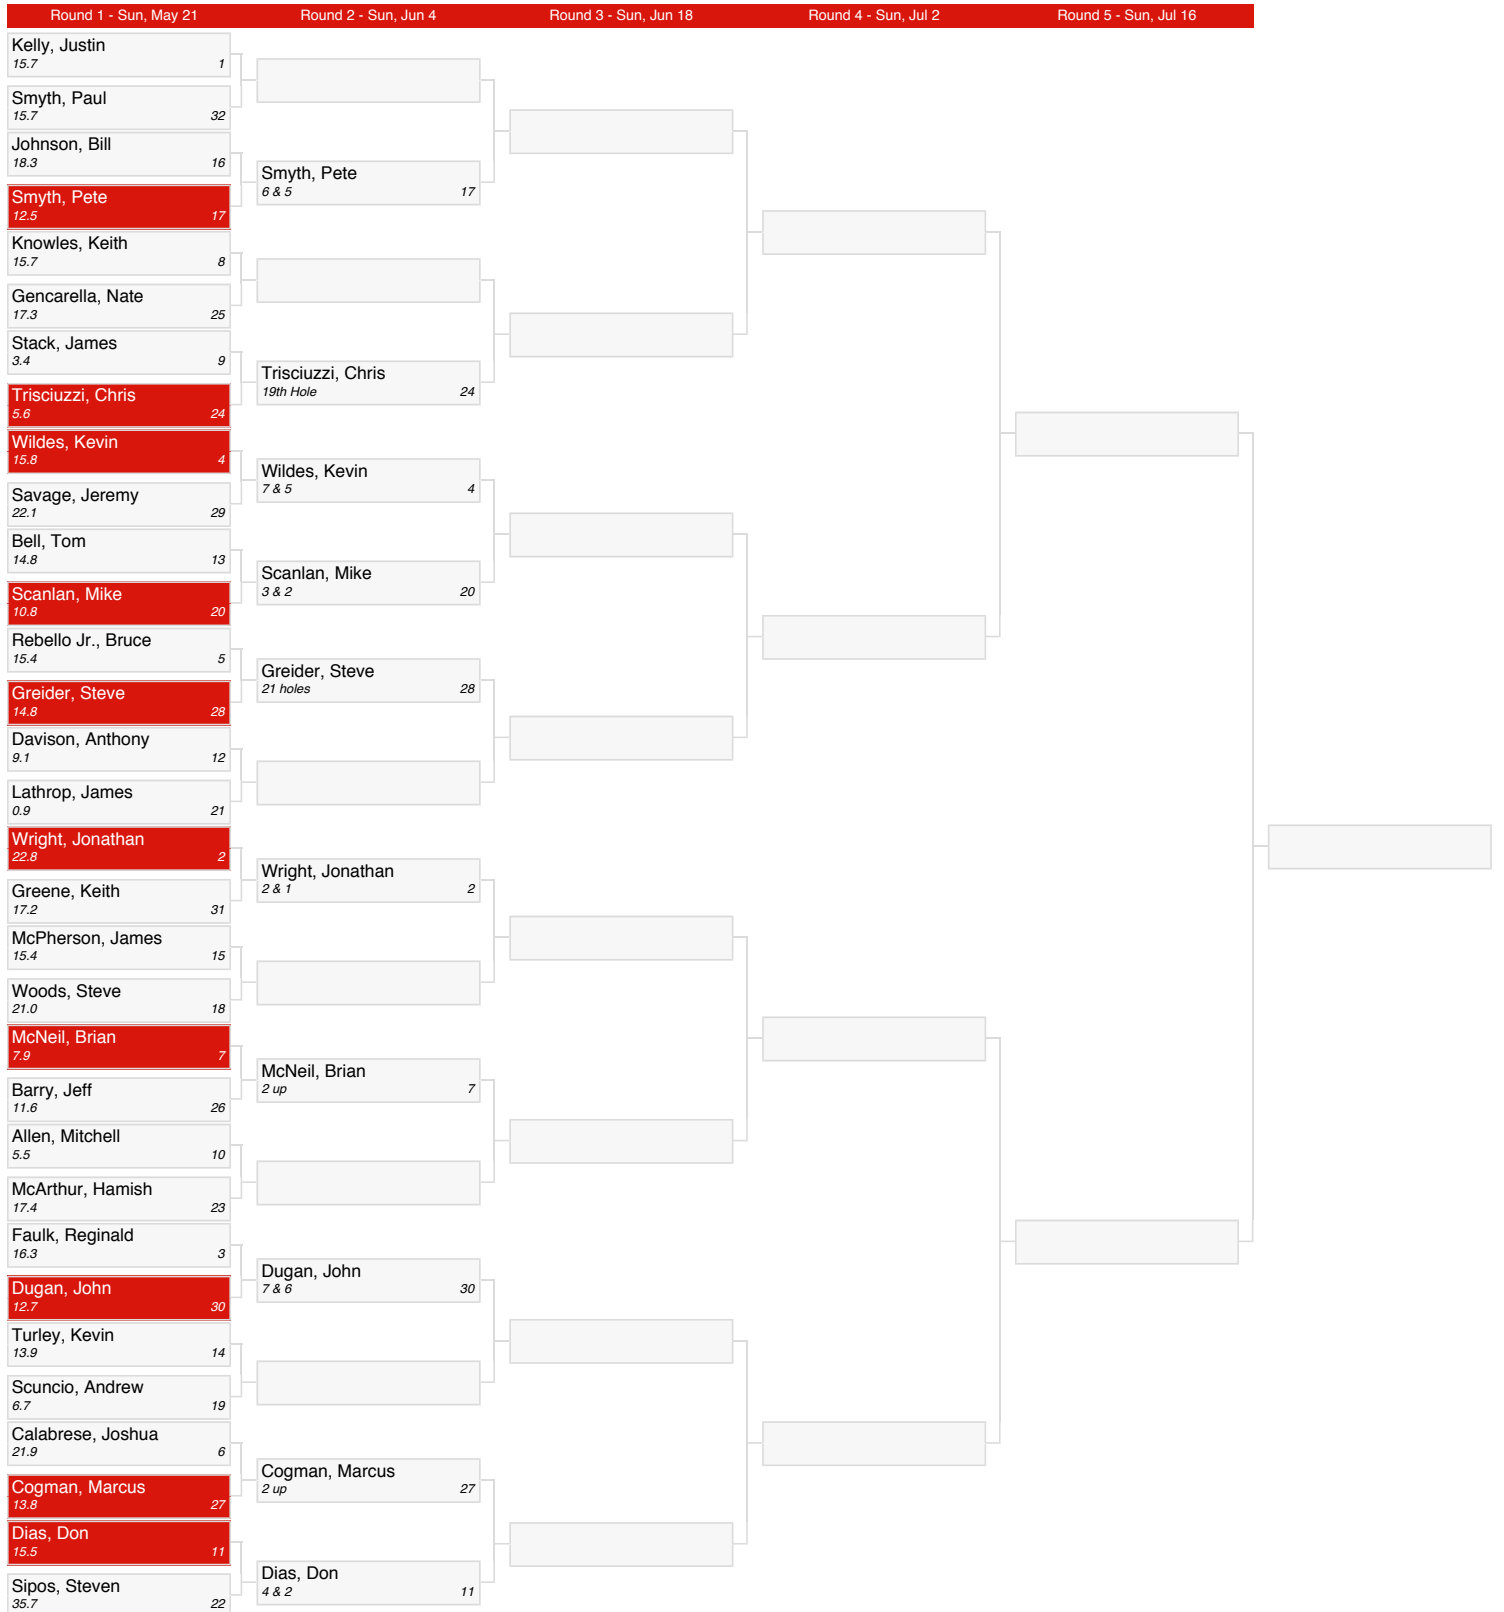 Round 1 - Sun, May 21
Round 2 - Sun, Jun 4
Round 3 - Sun, Jun 18
Round 4 - Sun, Jul 2
Round 5 - Sun, Jul 16
Kelly, Justin
15.7 1
Smyth, Paul
15.7 32
Johnson, Bill
18.3 16
Smyth, Pete
12.5 17
Knowles, Keith
15.7 8
Gencarella, Nate
17.3 25
Stack, James
3.4 9
Trisciuzzi, Chris
5.6 24
Wildes, Kevin
15.8 4
Savage, Jeremy
22.1 29
Bell, Tom
14.8 13
Scanlan, Mike
10.8 20
Rebello Jr., Bruce
15.4 5
Greider, Steve
14.8 28
Davison, Anthony
9.1 12
Lathrop, James
0.9 21
Wright, Jonathan
22.8 2
Greene, Keith
17.2 31
McPherson, James
15.4 15
Woods, Steve
21.0 18
McNeil, Brian
7.9 7
Barry, Jeff
11.6 26
Allen, Mitchell
5.5 10
McArthur, Hamish
17.4 23
Faulk, Reginald
16.3 3
Dugan, John
12.7 30
Turley, Kevin
13.9 14
Scuncio, Andrew
6.7 19
Calabrese, Joshua
21.9 6
Cogman, Marcus
13.8 27
Dias, Don
15.5 11
Sipos, Steven
35.7 22
Smyth, Pete
6 & 5 17
Trisciuzzi, Chris
19th Hole 24
Wildes, Kevin
7 & 5 4
Scanlan, Mike
3 & 2 20
Greider, Steve
21 holes 28
Wright, Jonathan
2 & 1 2
McNeil, Brian
2 up 7
Dugan, John
7 & 6 30
Cogman, Marcus
2 up 27
Dias, Don
4 & 2 11